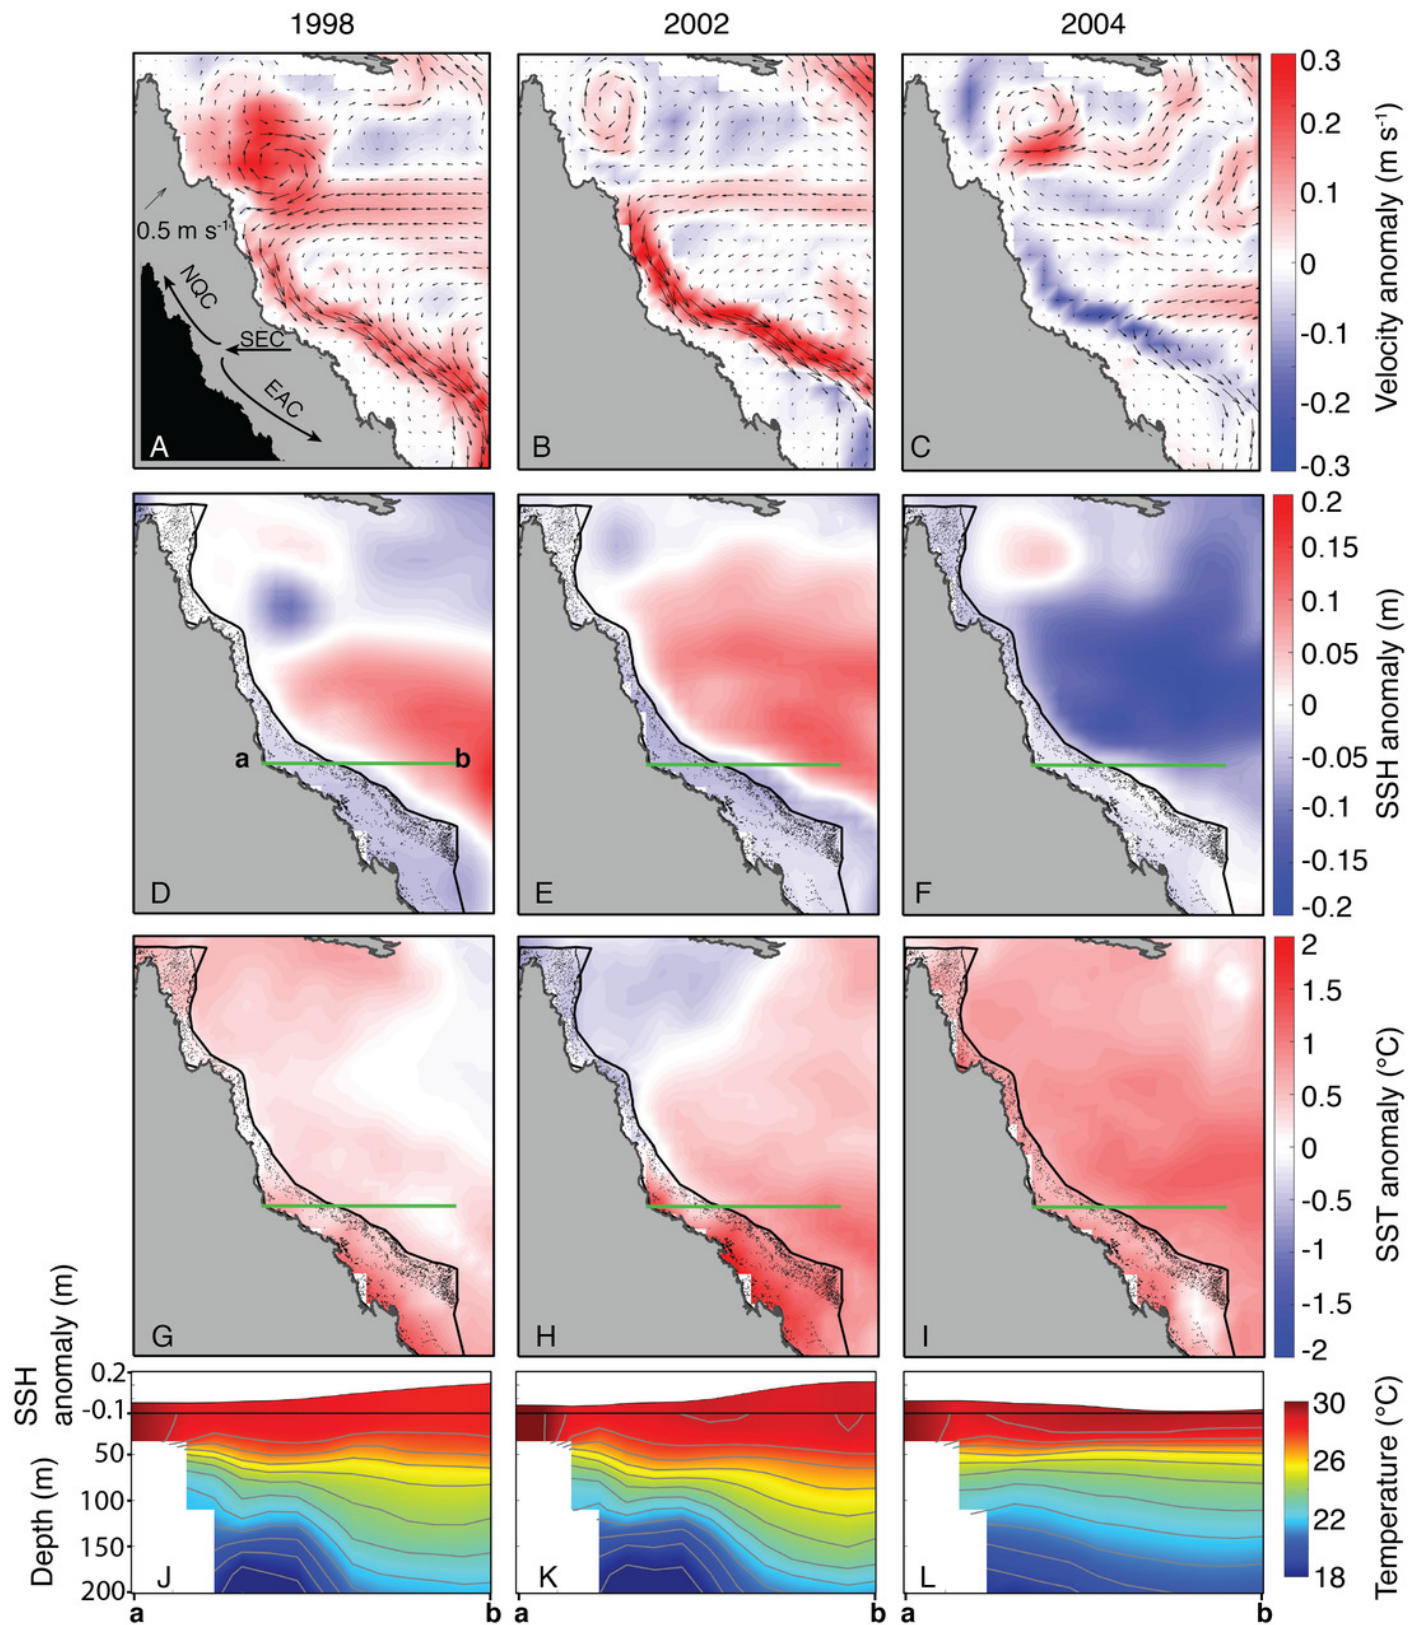 1998 2002 2004
0.5 m s-1
NQC
SEC
EAC
A B C
0.3
0.2
0.1
0
-0.1
-0.2
-0.3
Velocity anomaly (m s-1)
a b
D E F
0.2
0.15
0.1
0.05
0
-0.05
-0.1
-0.15
-0.2
SSH anomaly (m)
G H I
2
1.5
1
0.5
0
-0.5
-1
-1.5
-2
SST anomaly (°C)
SSH
anomaly (m)
0.2
-0.1
Depth (m)
50
100
150
200
J K L
a b a b a b
30
26
22
18
Temperature (°C)